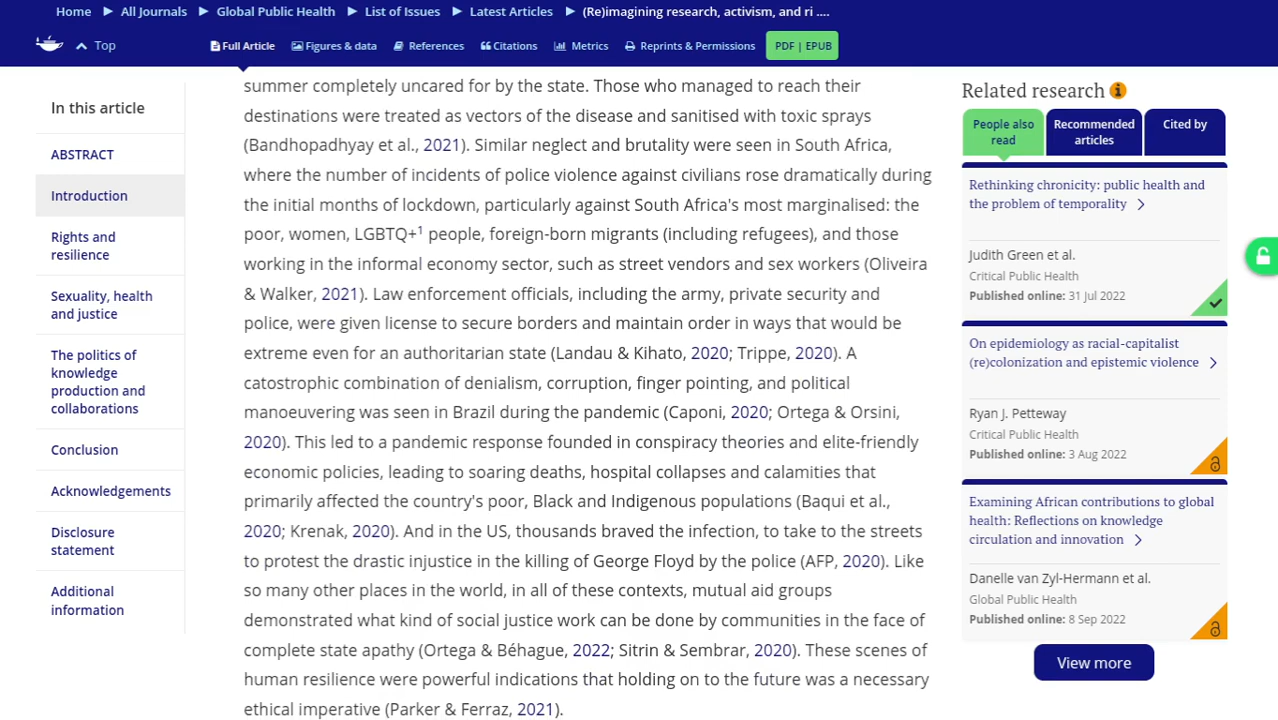 Home ▶ All Journals ▶ Global Public Health ▶ List of Issues ▶ Latest Articles ▶ (Re)imagining research, activism, and ri ....
Top
Full Article Figures & data References Citations Metrics Reprints & Permissions PDF | EPUB
In this article
ABSTRACT
Introduction
Rights and
resilience
Sexuality, health
and justice
The politics of
knowledge
production and
collaborations
Conclusion
Acknowledgements
Disclosure
statement
Additional
information
summer completely uncared for by the state. Those who managed to reach their
destinations were treated as vectors of the disease and sanitised with toxic sprays
(Bandhopadhyay et al., 2021). Similar neglect and brutality were seen in South Africa,
where the number of incidents of police violence against civilians rose dramatically during
the initial months of lockdown, particularly against South Africa's most marginalised: the
poor, women, LGBTQ+1 people, foreign-born migrants (including refugees), and those
working in the informal economy sector, such as street vendors and sex workers (Oliveira
& Walker, 2021). Law enforcement officials, including the army, private security and
police, were given license to secure borders and maintain order in ways that would be
extreme even for an authoritarian state (Landau & Kihato, 2020; Trippe, 2020). A
catostrophic combination of denialism, corruption, finger pointing, and political
manoeuvering was seen in Brazil during the pandemic (Caponi, 2020; Ortega & Orsini,
2020). This led to a pandemic response founded in conspiracy theories and elite-friendly
economic policies, leading to soaring deaths, hospital collapses and calamities that
primarily affected the country's poor, Black and Indigenous populations (Baqui et al.,
2020; Krenak, 2020). And in the US, thousands braved the infection, to take to the streets
to protest the drastic injustice in the killing of George Floyd by the police (AFP, 2020). Like
so many other places in the world, in all of these contexts, mutual aid groups
demonstrated what kind of social justice work can be done by communities in the face of
complete state apathy (Ortega & Béhague, 2022; Sitrin & Sembrar, 2020). These scenes of
human resilience were powerful indications that holding on to the future was a necessary
ethical imperative (Parker & Ferraz, 2021).
Related research
People also
read
Recommended
articles
Cited by
Rethinking chronicity: public health and
the problem of temporality
Judith Green et al.
Critical Public Health
Published online: 31 Jul 2022
On epidemiology as racial-capitalist
(re)colonization and epistemic violence
Ryan J. Petteway
Critical Public Health
Published online: 3 Aug 2022
Examining African contributions to global
health: Reflections on knowledge
circulation and innovation
Danelle van Zyl-Hermann et al.
Global Public Health
Published online: 8 Sep 2022
View more